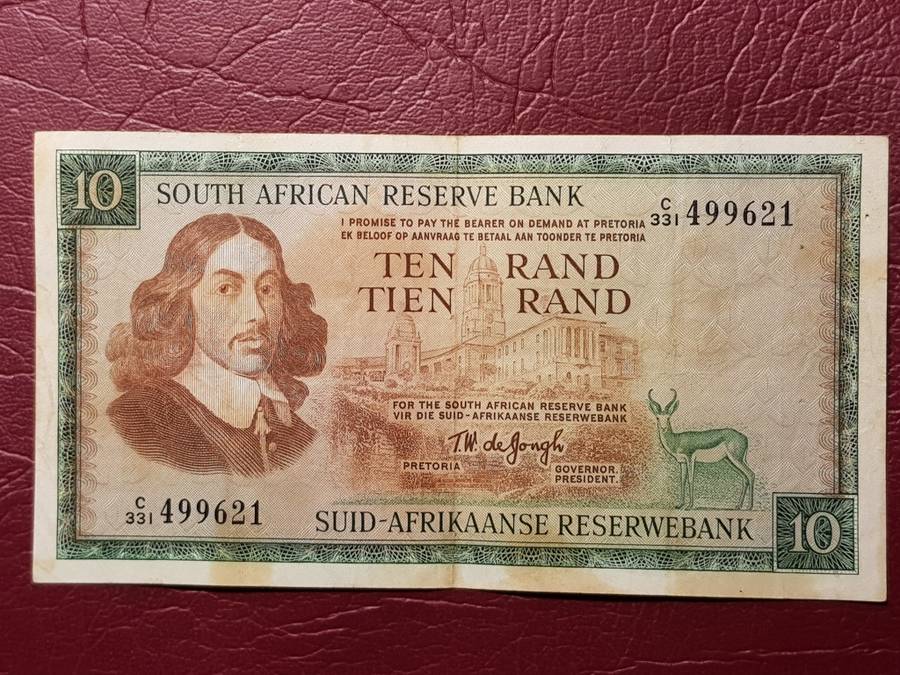 10
SOUTH AFRICAN RESERVE BANK
C/331 499621
I PROMISE TO PAY THE BEARER ON DEMAND AT PRETORIA
EK BELOOF OP AANVRAAG TE BETAAL AAN TOONDER TE PRETORIA
TEN RAND
TIEN RAND
FOR THE SOUTH AFRICAN RESERVE BANK
VIR DIE SUID-AFRIKAANSE RESERWEBANK
T.W. de Jongh
PRETORIA
GOVERNOR.
PRESIDENT.
C/331 499621
SUID-AFRIKAANSE RESERWEBANK
10